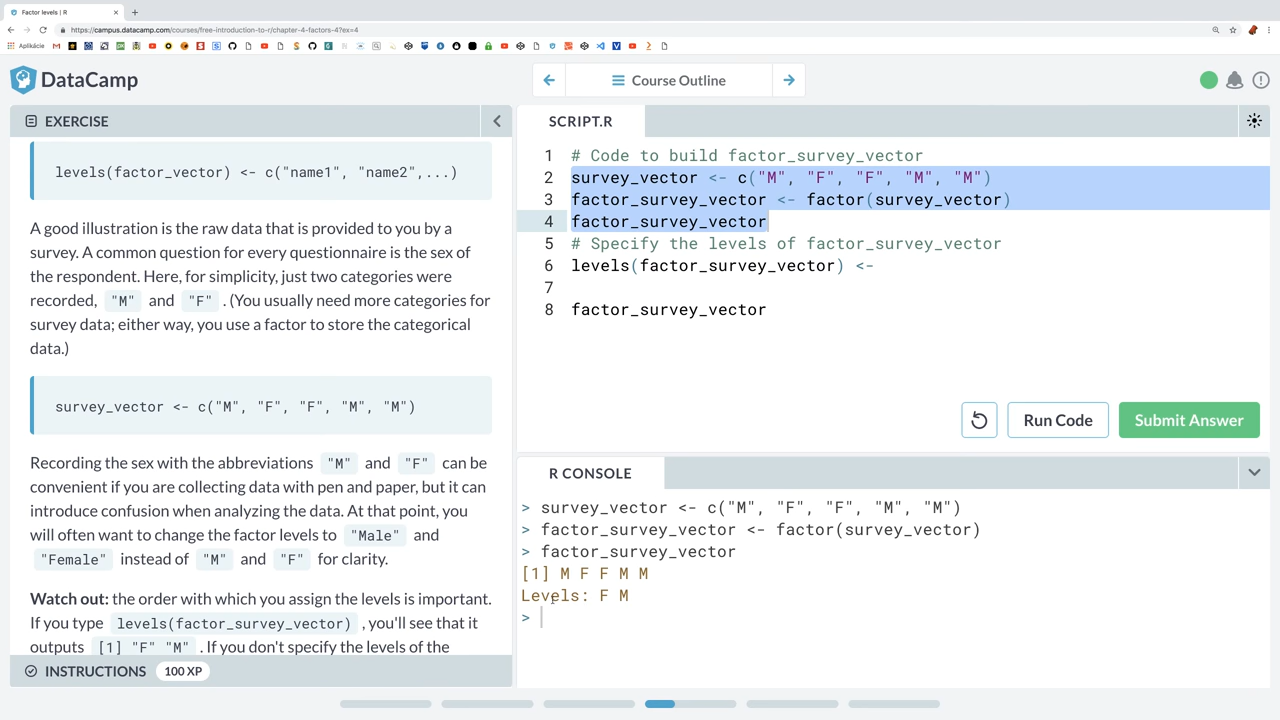 Factor levels | R
https://campus.datacamp.com/courses/free-introduction-to-r/chapter-4-factors-4?ex=4
Aplikácie
DataCamp
Course Outline
EXERCISE
levels(factor_vector) <- c("name1", "name2",...)
A good illustration is the raw data that is provided to you by a
survey. A common question for every questionnaire is the sex of
the respondent. Here, for simplicity, just two categories were
recorded, "M" and "F" . (You usually need more categories for
survey data; either way, you use a factor to store the categorical
data.)
survey_vector <- c("M", "F", "F", "M", "M")
Recording the sex with the abbreviations "M" and "F" can be
convenient if you are collecting data with pen and paper, but it can
introduce confusion when analyzing the data. At that point, you
will often want to change the factor levels to "Male" and
"Female" instead of "M" and "F" for clarity.
Watch out: the order with which you assign the levels is important.
If you type levels(factor_survey_vector) , you'll see that it
outputs [1] "F" "M" . If you don't specify the levels of the
INSTRUCTIONS 100 XP
SCRIPT.R
1 # Code to build factor_survey_vector
2 survey_vector <- c("M", "F", "F", "M", "M")
3 factor_survey_vector <- factor(survey_vector)
4 factor_survey_vector
5 # Specify the levels of factor_survey_vector
6 levels(factor_survey_vector) <-
7
8 factor_survey_vector
Run Code
Submit Answer
R CONSOLE
> survey_vector <- c("M", "F", "F", "M", "M")
> factor_survey_vector <- factor(survey_vector)
> factor_survey_vector
[1] M F F M M
Levels: F M
>